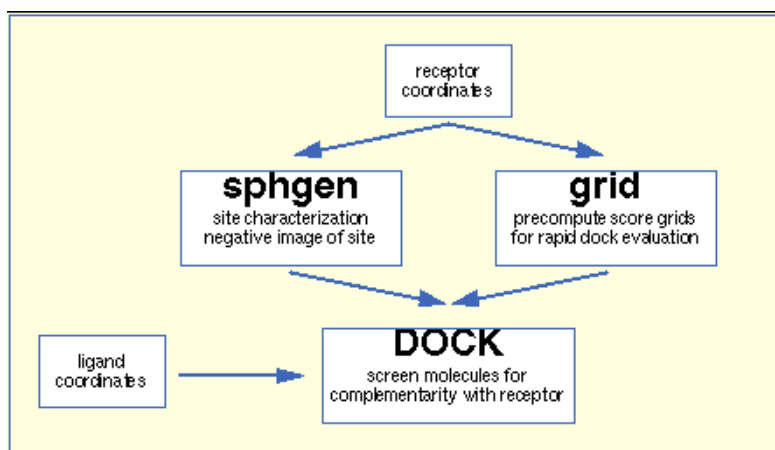 receptor
coordinates
sphgen
site characterization
negative image of site
grid
precompute score grids
for rapid dock evaluation
DOCK
screen molecules for
complementarity with receptor
ligand
coordinates